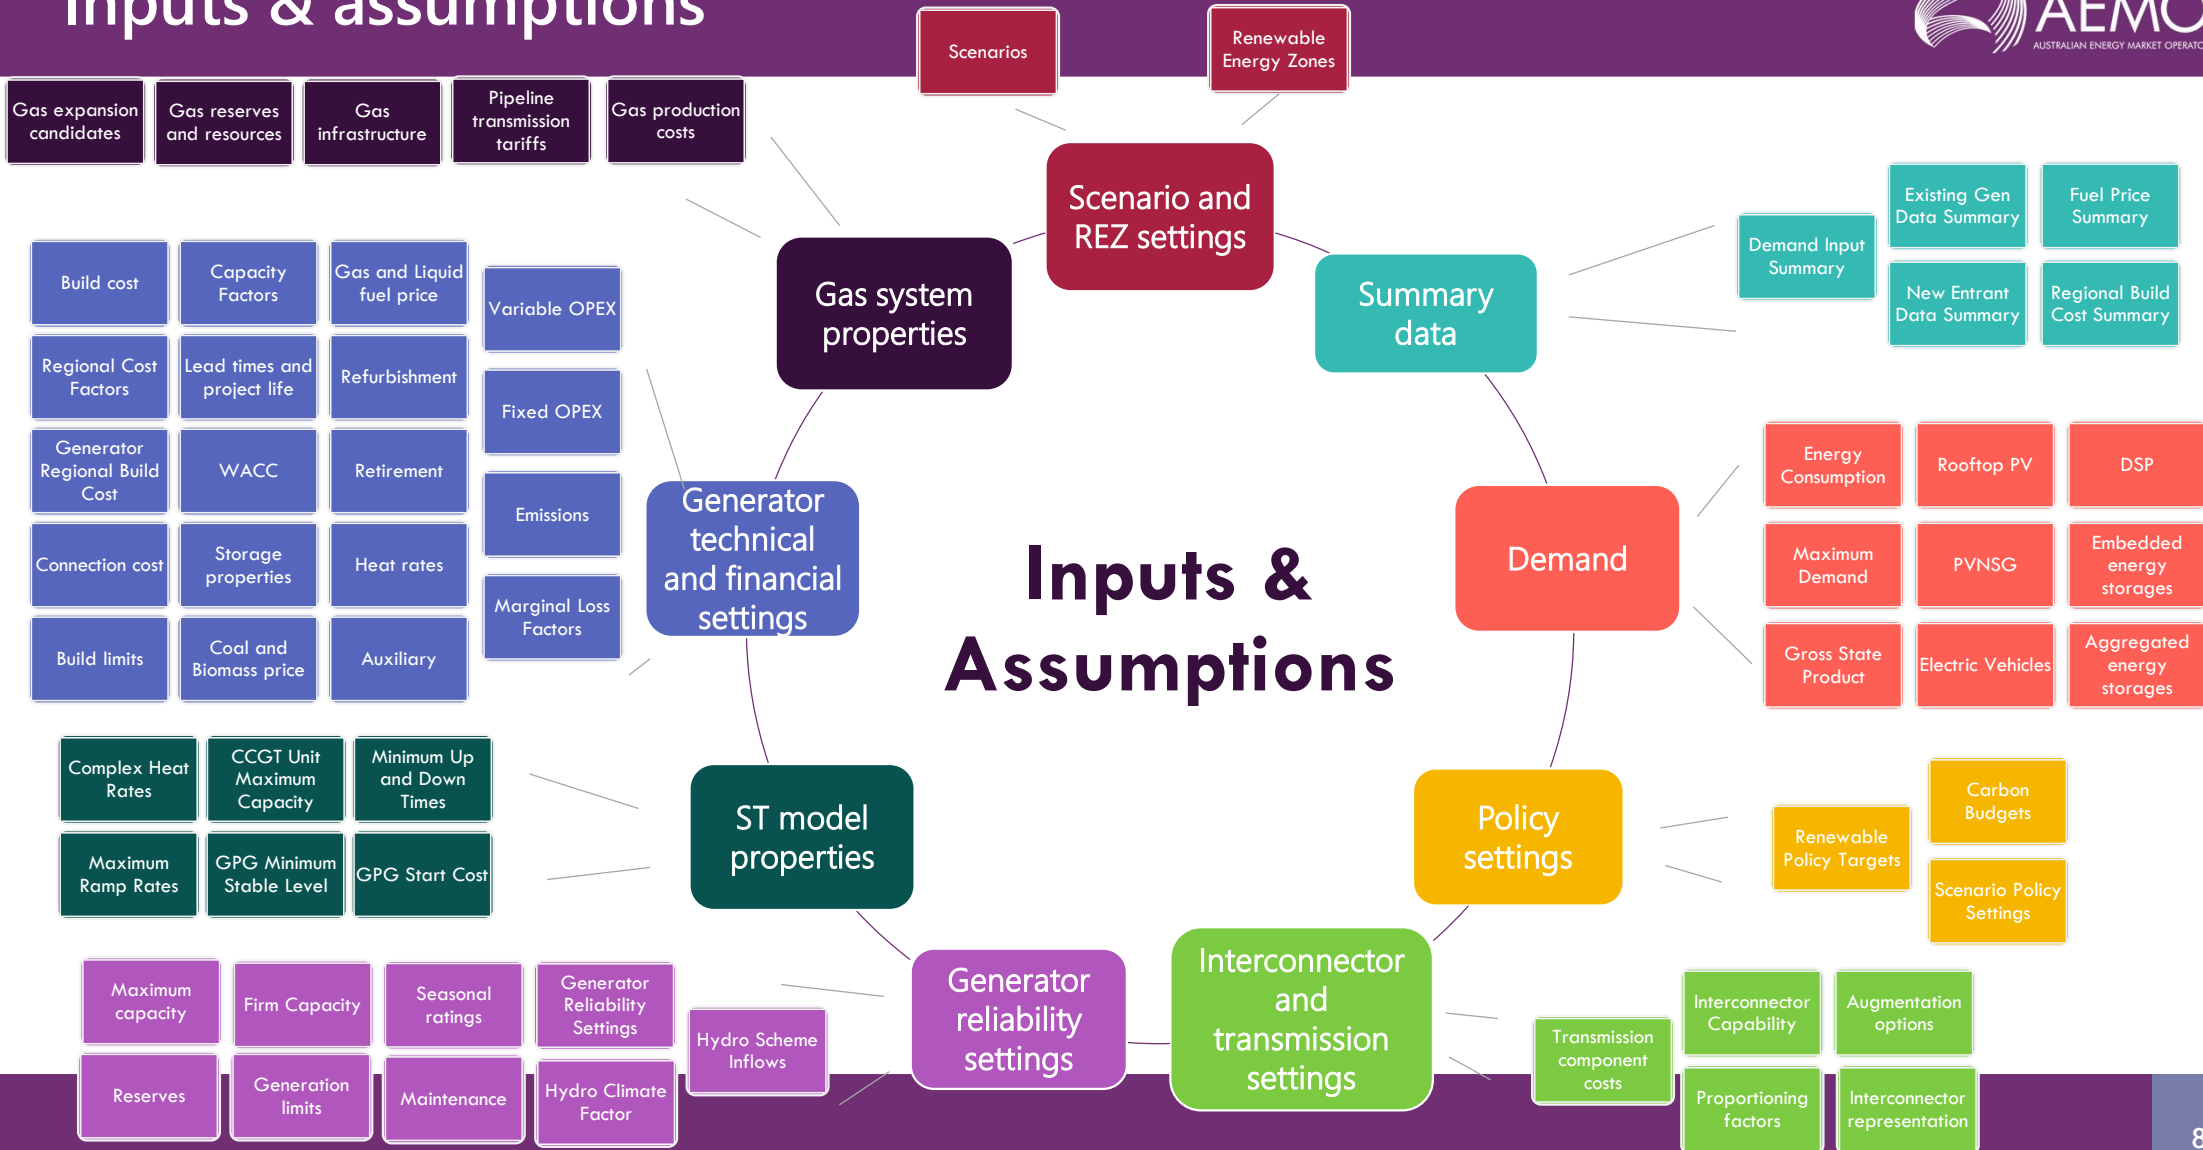 Inputs & assumptions
AEMO
AUSTRALIAN ENERGY MARKET OPERATOR
Scenarios
Renewable
Energy Zones
Gas expansion
candidates
Gas reserves
and resources
Gas
infrastructure
Pipeline
transmission
tariffs
Gas production
costs
Scenario and
REZ settings
Gas system
properties
Summary
data
Demand Input
Summary
Existing Gen
Data Summary
Fuel Price
Summary
New Entrant
Data Summary
Regional Build
Cost Summary
Build cost
Capacity
Factors
Gas and Liquid
fuel price
Variable OPEX
Regional Cost
Factors
Lead times and
project life
Refurbishment
Fixed OPEX
Generator
Regional Build
Cost
WACC
Retirement
Emissions
Connection cost
Storage
properties
Heat rates
Marginal Loss
Factors
Build limits
Coal and
Biomass price
Auxiliary
Generator
technical
and financial
settings
Inputs &
Assumptions
Demand
Energy
Consumption
Rooftop PV
DSP
Maximum
Demand
PVNSG
Embedded
energy
storages
Gross State
Product
Electric Vehicles
Aggregated
energy
storages
Complex Heat
Rates
CCGT Unit
Maximum
Capacity
Minimum Up
and Down
Times
Maximum
Ramp Rates
GPG Minimum
Stable Level
GPG Start Cost
ST model
properties
Policy
settings
Renewable
Policy Targets
Carbon
Budgets
Scenario Policy
Settings
Maximum
capacity
Firm Capacity
Seasonal
ratings
Generator
Reliability
Settings
Hydro Scheme
Inflows
Reserves
Generation
limits
Maintenance
Hydro Climate
Factor
Generator
reliability
settings
Interconnector
and
transmission
settings
Transmission
component
costs
Interconnector
Capability
Augmentation
options
Proportioning
factors
Interconnector
representation
8